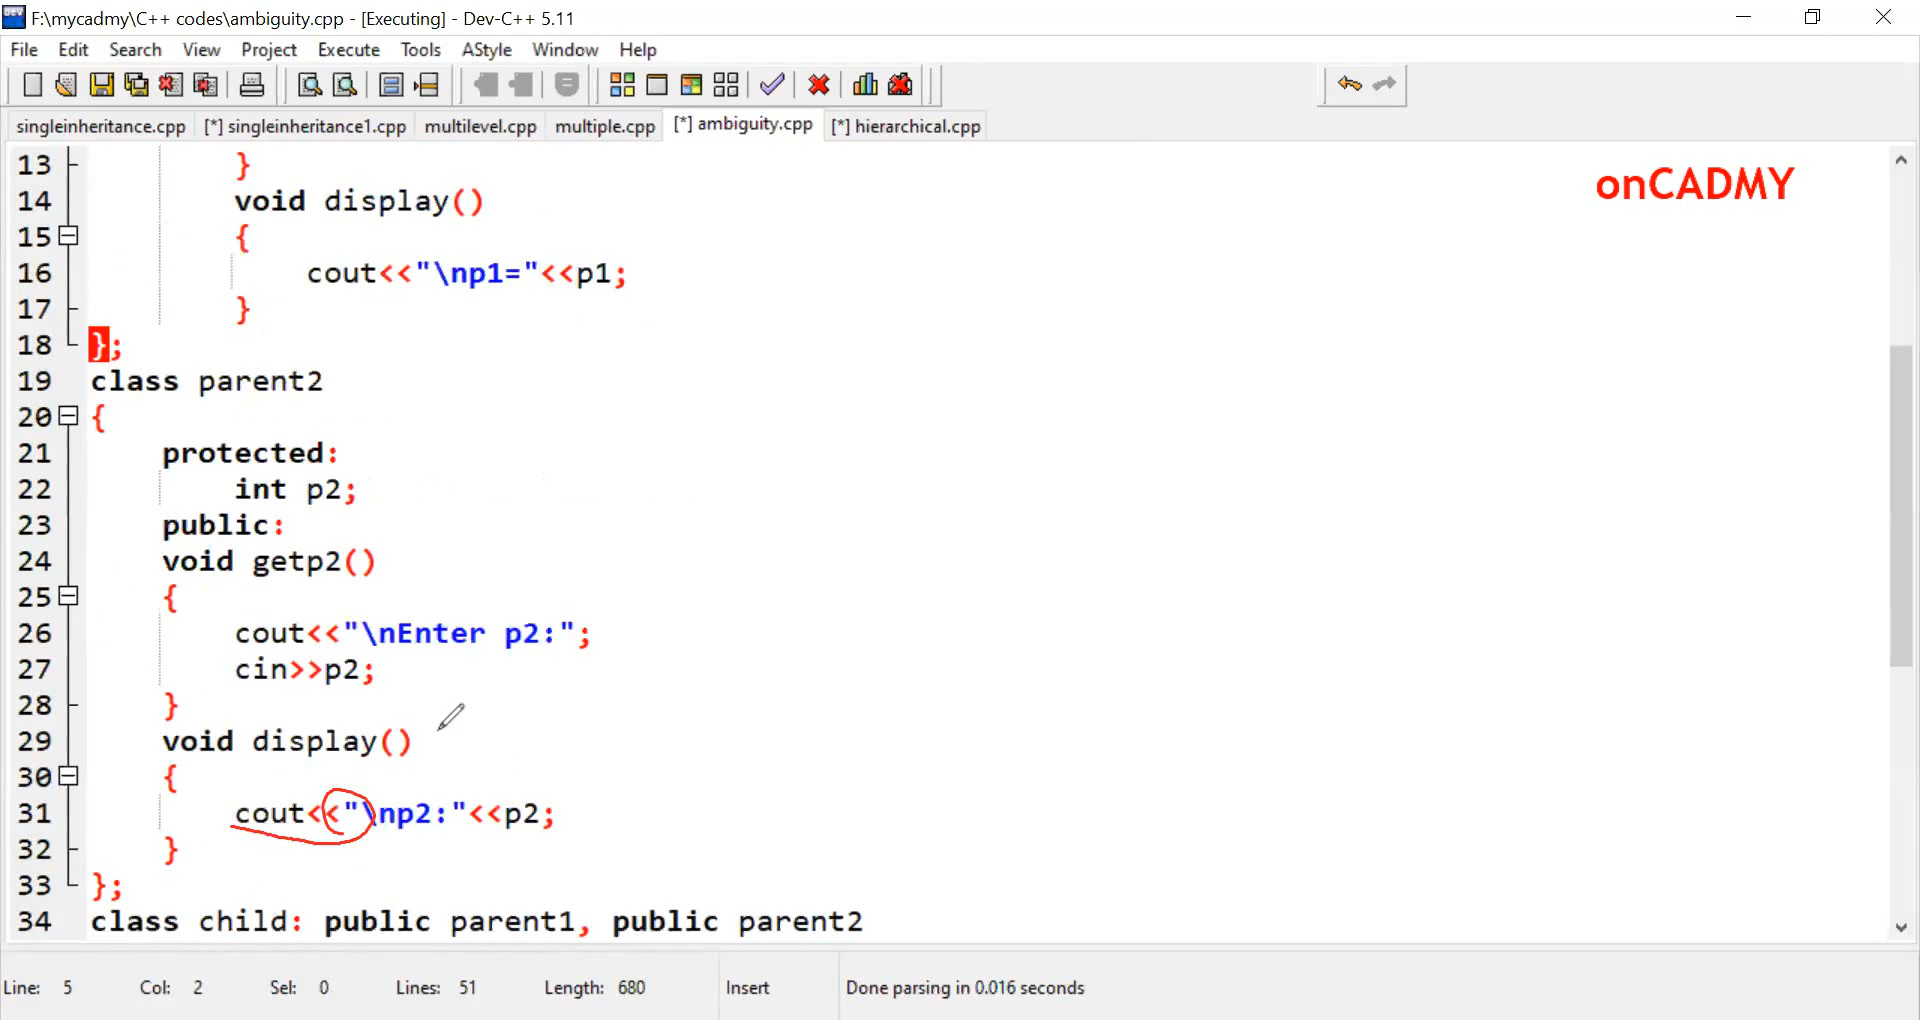 F:\mycadmy\C++ codes\ambiguity.cpp - [Executing] - Dev-C++ 5.11
File Edit Search View Project Execute Tools AStyle Window Help
singleinheritance.cpp [*] singleinheritance1.cpp multilevel.cpp multiple.cpp [*] ambiguity.cpp [*] hierarchical.cpp
onCADMY
13 }
14 void display()
15 {
16 cout<<"\np1="<<p1;
17 }
18 };
19 class parent2
20 {
21 protected:
22 int p2;
23 public:
24 void getp2()
25 {
26 cout<<"\nEnter p2:";
27 cin>>p2;
28 }
29 void display()
30 {
31 cout<<"\np2:"<<p2;
32 }
33 };
34 class child: public parent1, public parent2
Line: 5 Col: 2 Sel: 0 Lines: 51 Length: 680 Insert Done parsing in 0.016 seconds